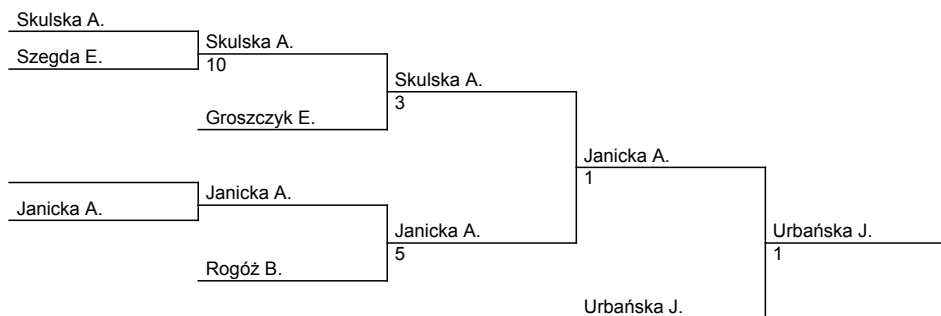 Skulska A.
Szegda E.
Skulska A.
10
Groszczyk E.
Skulska A.
3
Janicka A.
Janicka A.
Rogóż B.
Janicka A.
5
Janicka A.
1
Urbańska J.
Urbańska J.
1